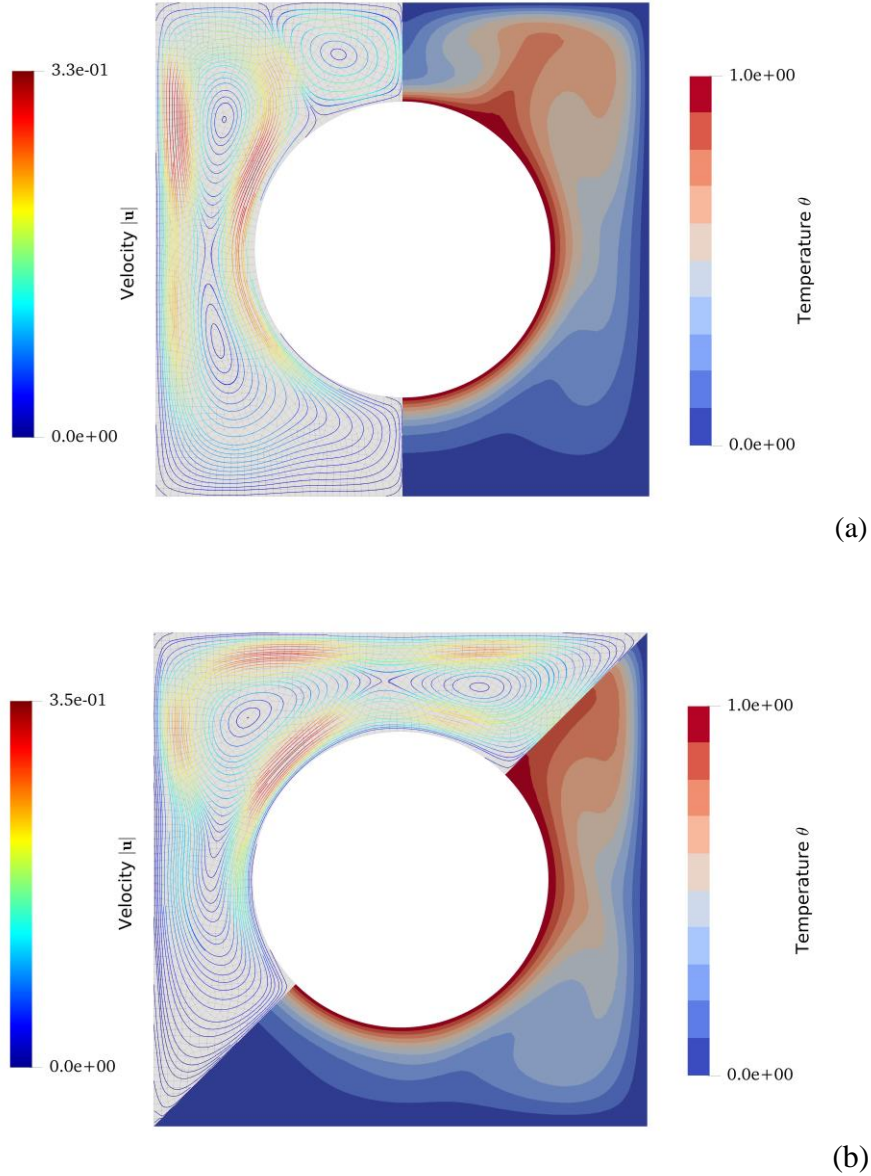 3.3e-01
Velocity |u|
0.0e+00
1.0e+00
Temperature θ
0.0e+00
(a)
3.5e-01
Velocity |u|
0.0e+00
1.0e+00
Temperature θ
0.0e+00
(b)